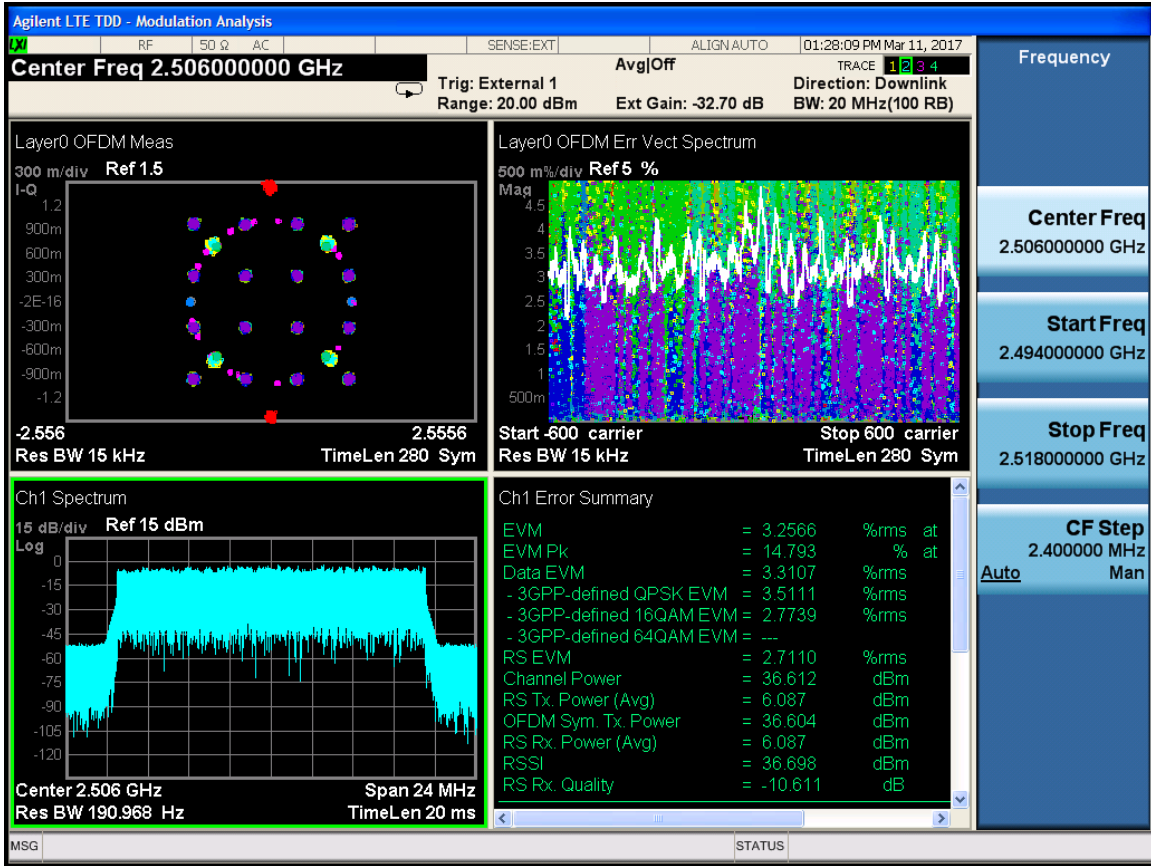 Agilent LTE TDD - Modulation Analysis
LXI RF 50 Ω AC SENSE:EXT ALIGN AUTO 01:28:09 PM Mar 11, 2017
Center Freq 2.506000000 GHz
Avg|Off
TRACE 1 2 3 4
Trig: External 1
Direction: Downlink
Range: 20.00 dBm Ext Gain: -32.70 dB BW: 20 MHz(100 RB)
Layer0 OFDM Meas
300 m/div Ref 1.5
I-Q
1.2
900m
600m
300m
-2E-16
-300m
-600m
-900m
-1.2
-2.556 2.5556
Res BW 15 kHz TimeLen 280 Sym
Layer0 OFDM Err Vect Spectrum
500 m%/div Ref 5 %
Mag
4.5
4
3.5
3
2.5
2
1.5
1
500m
Start -600 carrier Stop 600 carrier
Res BW 15 kHz TimeLen 280 Sym
Ch1 Spectrum
15 dB/div Ref 15 dBm
Log
0
-15
-30
-45
-60
-75
-90
-105
-120
Center 2.506 GHz Span 24 MHz
Res BW 190.968 Hz TimeLen 20 ms
Ch1 Error Summary
EVM = 3.2566 %rms at
EVM Pk = 14.793 % at
Data EVM = 3.3107 %rms
- 3GPP-defined QPSK EVM = 3.5111 %rms
- 3GPP-defined 16QAM EVM = 2.7739 %rms
- 3GPP-defined 64QAM EVM = ---
RS EVM = 2.7110 %rms
Channel Power = 36.612 dBm
RS Tx. Power (Avg) = 6.087 dBm
OFDM Sym. Tx. Power = 36.604 dBm
RS Rx. Power (Avg) = 6.087 dBm
RSSI = 36.698 dBm
RS Rx. Quality = -10.611 dB
Frequency
Center Freq
2.506000000 GHz
Start Freq
2.494000000 GHz
Stop Freq
2.518000000 GHz
CF Step
2.400000 MHz
Auto Man
MSG STATUS